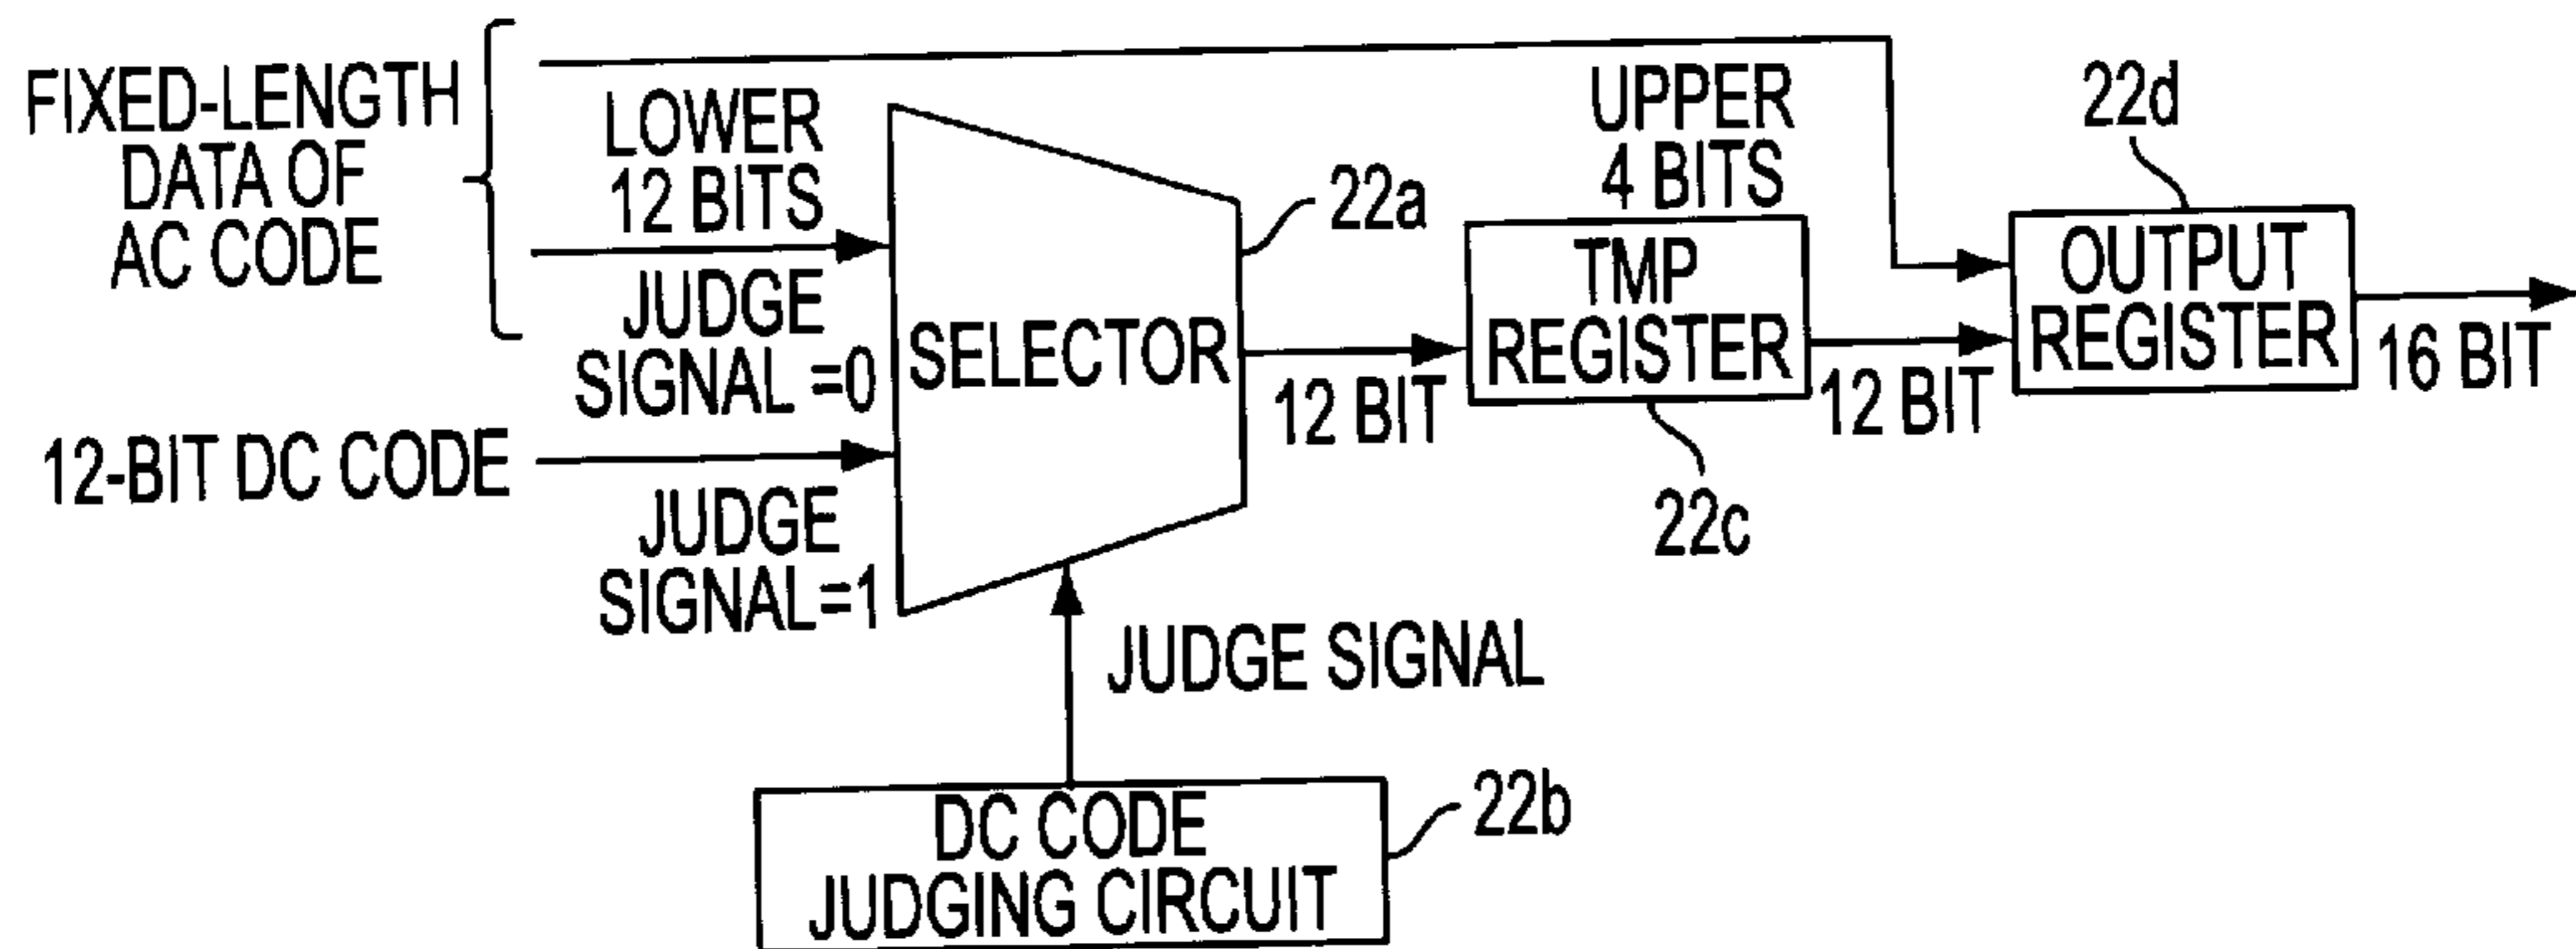 FIXED-LENGTH
DATA OF
AC CODE
LOWER
12 BITS
JUDGE
SIGNAL =0
12-BIT DC CODE
JUDGE
SIGNAL=1
SELECTOR
22a
12 BIT
UPPER
4 BITS
TMP
REGISTER
22c
12 BIT
22d
OUTPUT
REGISTER
16 BIT
JUDGE SIGNAL
DC CODE
JUDGING CIRCUIT
22b